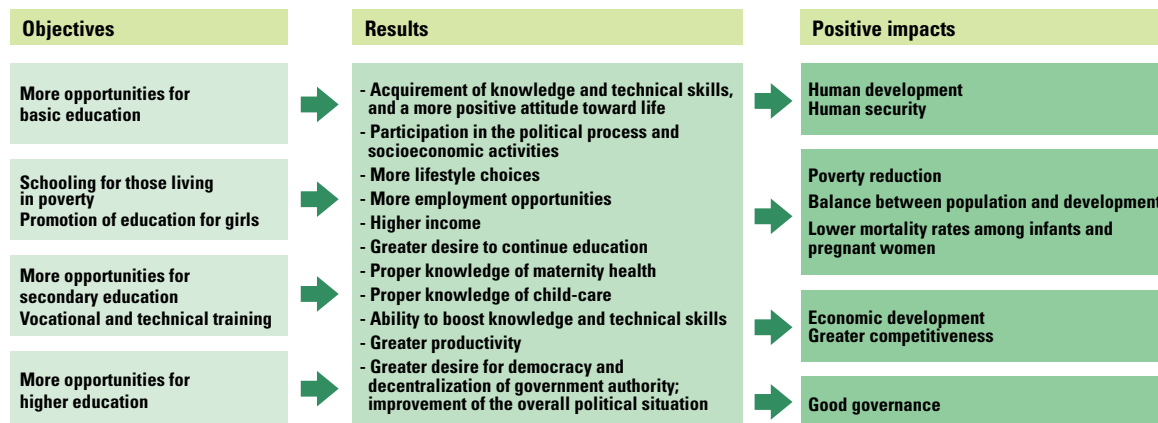 Objectives
More opportunities for
basic education
Schooling for those living
in poverty
Promotion of education for girls
More opportunities for
secondary education
Vocational and technical training
More opportunities for
higher education
Results
- Acquirement of knowledge and technical skills,
and a more positive attitude toward life
- Participation in the political process and
socioeconomic activities
- More lifestyle choices
- More employment opportunities
- Higher income
- Greater desire to continue education
- Proper knowledge of maternity health
- Proper knowledge of child-care
- Ability to boost knowledge and technical skills
- Greater productivity
- Greater desire for democracy and
decentralization of government authority;
improvement of the overall political situation
Positive impacts
Human development
Human security
Poverty reduction
Balance between population and development
Lower mortality rates among infants and
pregnant women
Economic development
Greater competitiveness
Good governance